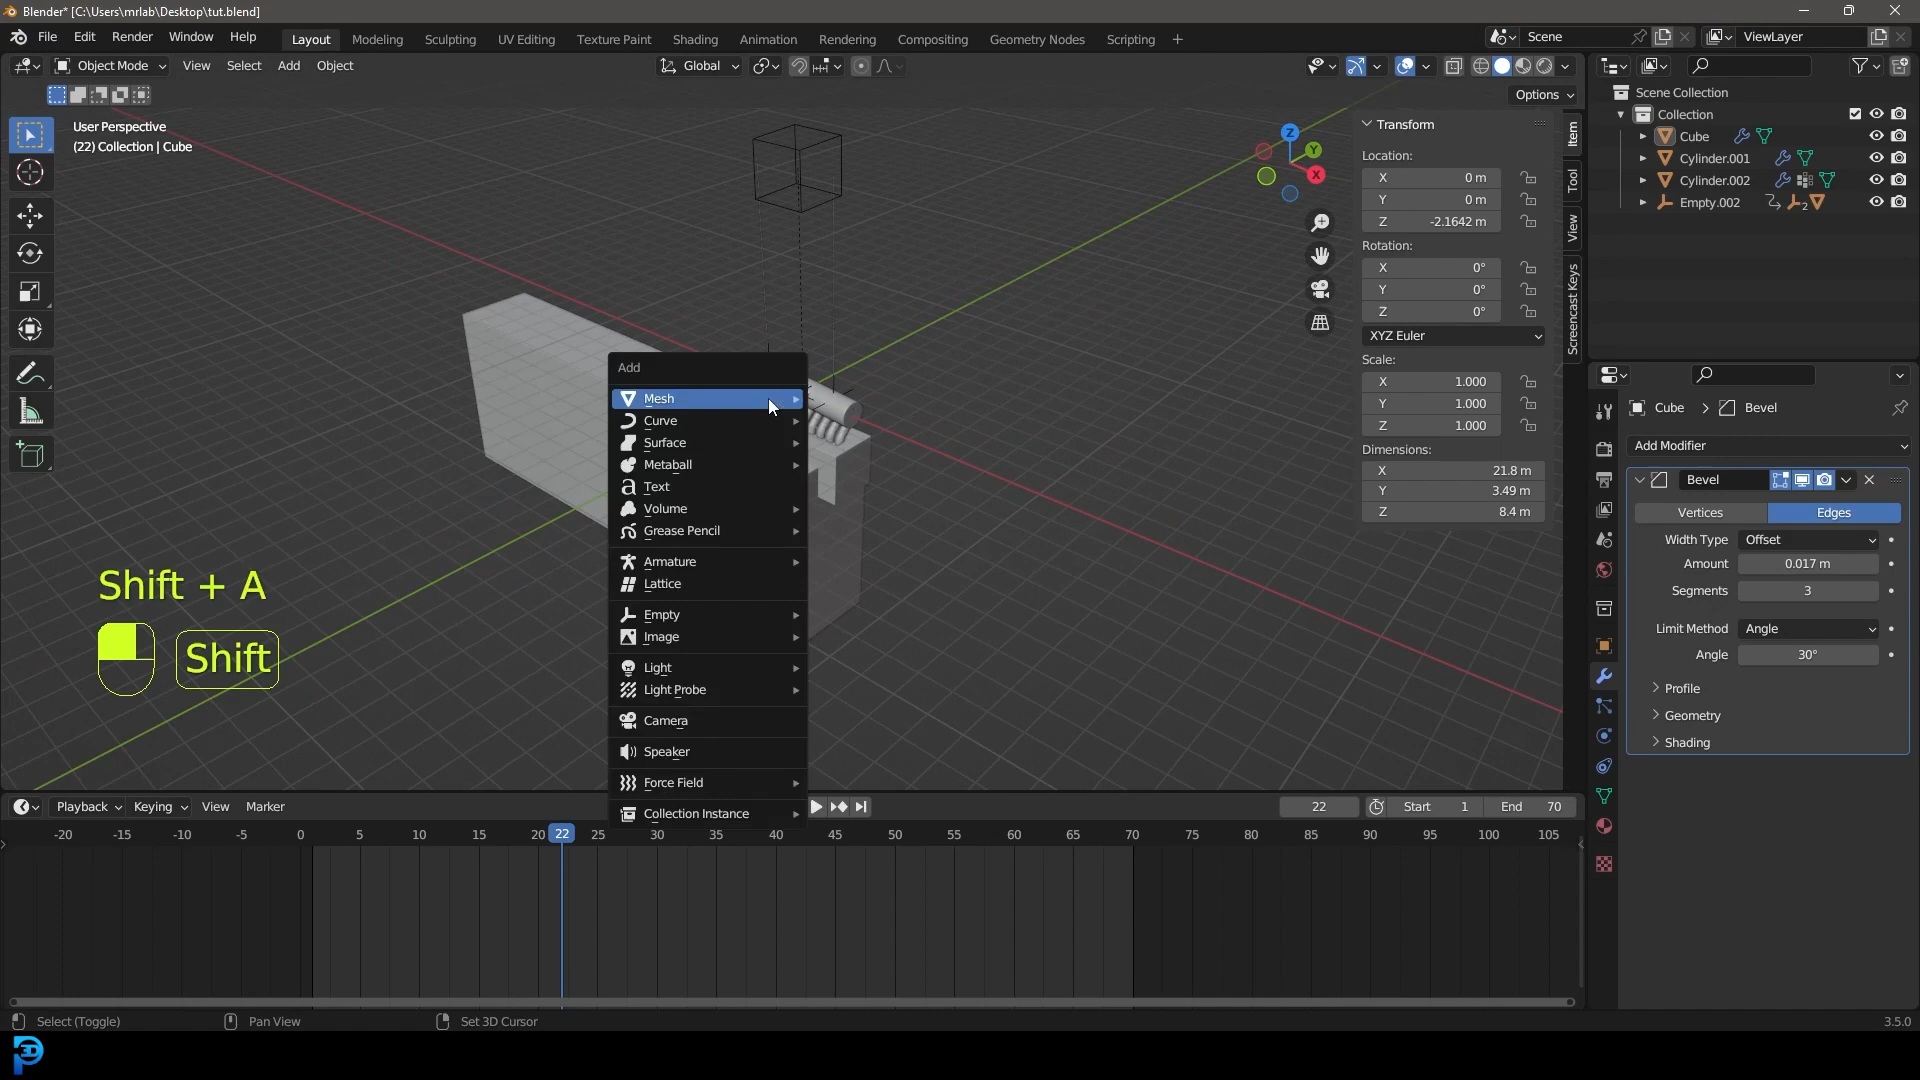 Blender* [C:\Users\mrlab\Desktop\tut.blend]
File Edit Render Window Help Layout Modeling Sculpting UV Editing Texture Paint Shading Animation Rendering Compositing Geometry Nodes Scripting + Scene ViewLayer
Object Mode View Select Add Object Global
Options
User Perspective
(22) Collection | Cube
Z
Y
X
Transform
Location:
X 0 m
Y 0 m
Z -2.1642 m
Rotation:
X 0°
Y 0°
Z 0°
XYZ Euler
Scale:
X 1.000
Y 1.000
Z 1.000
Dimensions:
X 21.8 m
Y 3.49 m
Z 8.4 m
Item
Tool
View
Screencast Keys
Scene Collection
Collection
Cube
Cylinder.001
Cylinder.002
Empty.002 2
Cube > Bevel
Add Modifier
Bevel
Vertices Edges
Width Type Offset
Amount 0.017 m
Segments 3
Limit Method Angle
Angle 30°
Profile
Geometry
Shading
Add
Mesh
Curve
Surface
Metaball
Text
Volume
Grease Pencil
Armature
Lattice
Empty
Image
Light
Light Probe
Camera
Speaker
Force Field
Collection Instance
Shift + A
Shift
Playback Keying View Marker 22 Start 1 End 70
-20 -15 -10 -5 0 5 10 15 20 22 25 30 35 40 45 50 55 60 65 70 75 80 85 90 95 100 105
Select (Toggle) Pan View Set 3D Cursor 3.5.0
3D